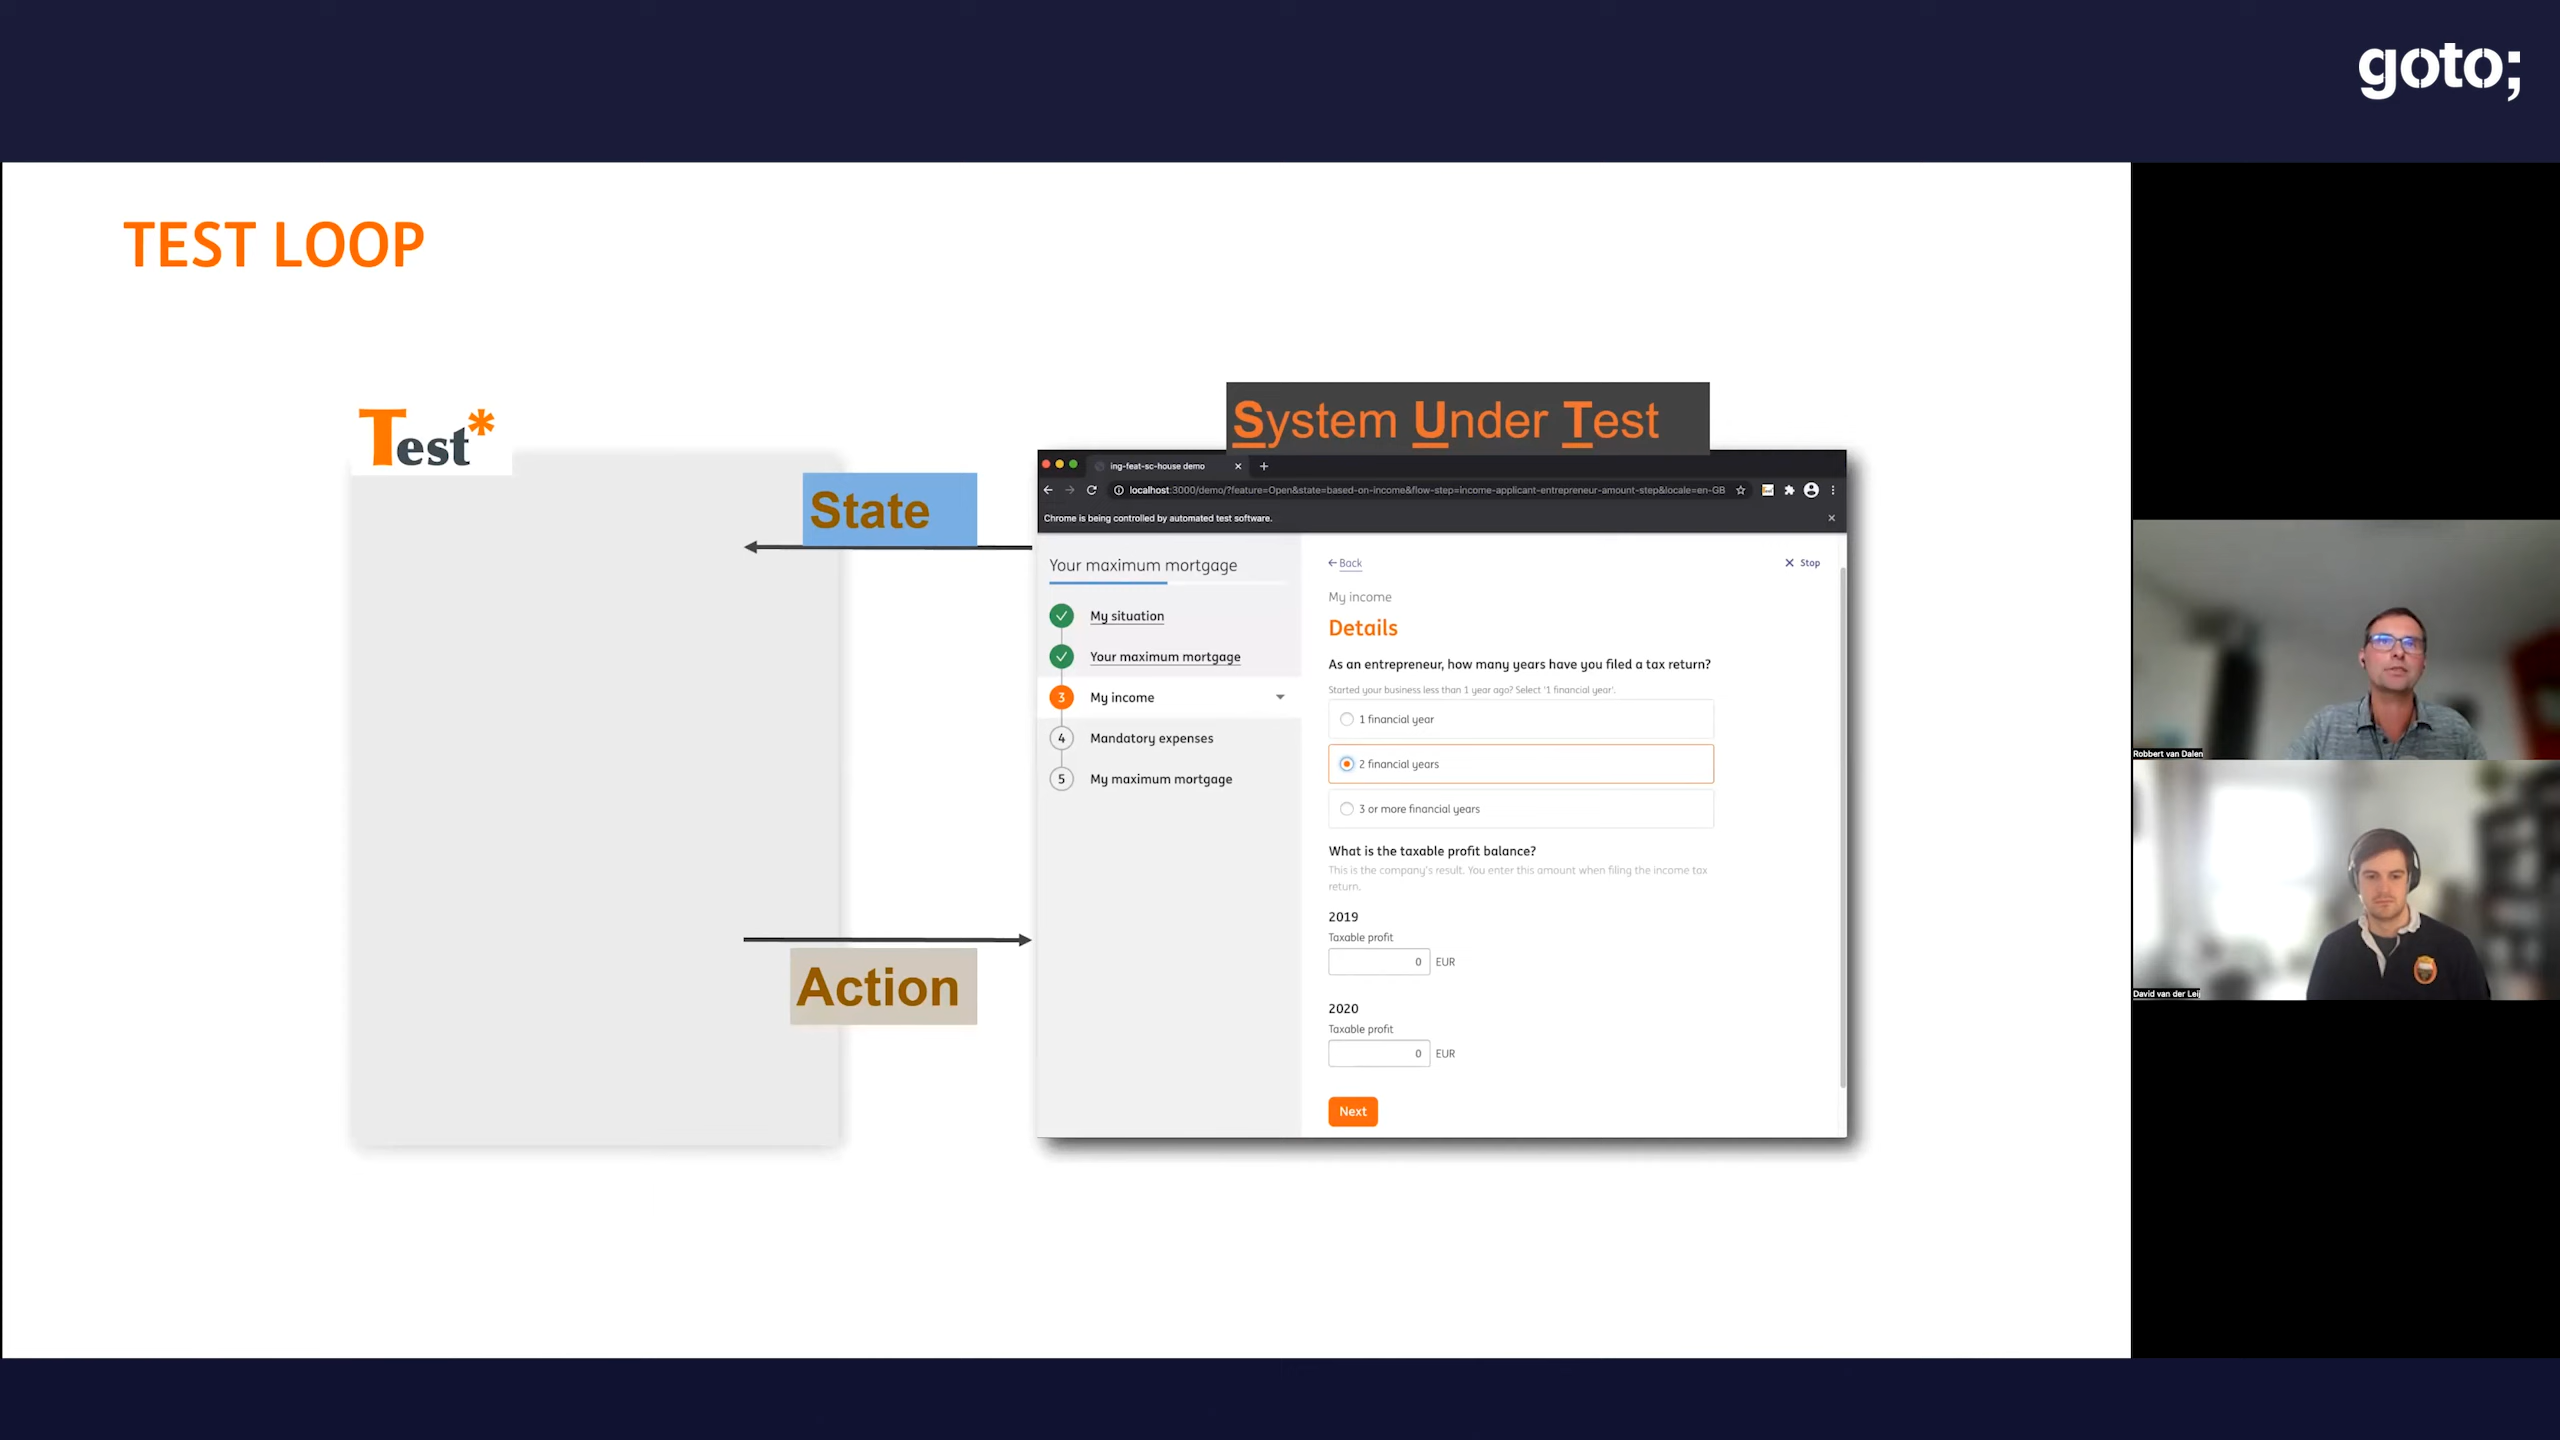 goto;
TEST LOOP
Test*
State
Action
System Under Test
ing-feat-sc-house demo
localhost:3000/demo/?feature=Open&state=based-on-income&flow-step=income-applicant-entrepreneur-amount-step&locale=en-GB
Chrome is being controlled by automated test software.
Your maximum mortgage
My situation
Your maximum mortgage
3 My income
4 Mandatory expenses
5 My maximum mortgage
Back
Stop
My income
Details
As an entrepreneur, how many years have you filed a tax return?
Started your business less than 1 year ago? Select '1 financial year'.
1 financial year
2 financial years
3 or more financial years
What is the taxable profit balance?
This is the company's result. You enter this amount when filing the income tax
return.
2019
Taxable profit
0 EUR
2020
Taxable profit
0 EUR
Next
Robbert van Dalen
David van der Leij